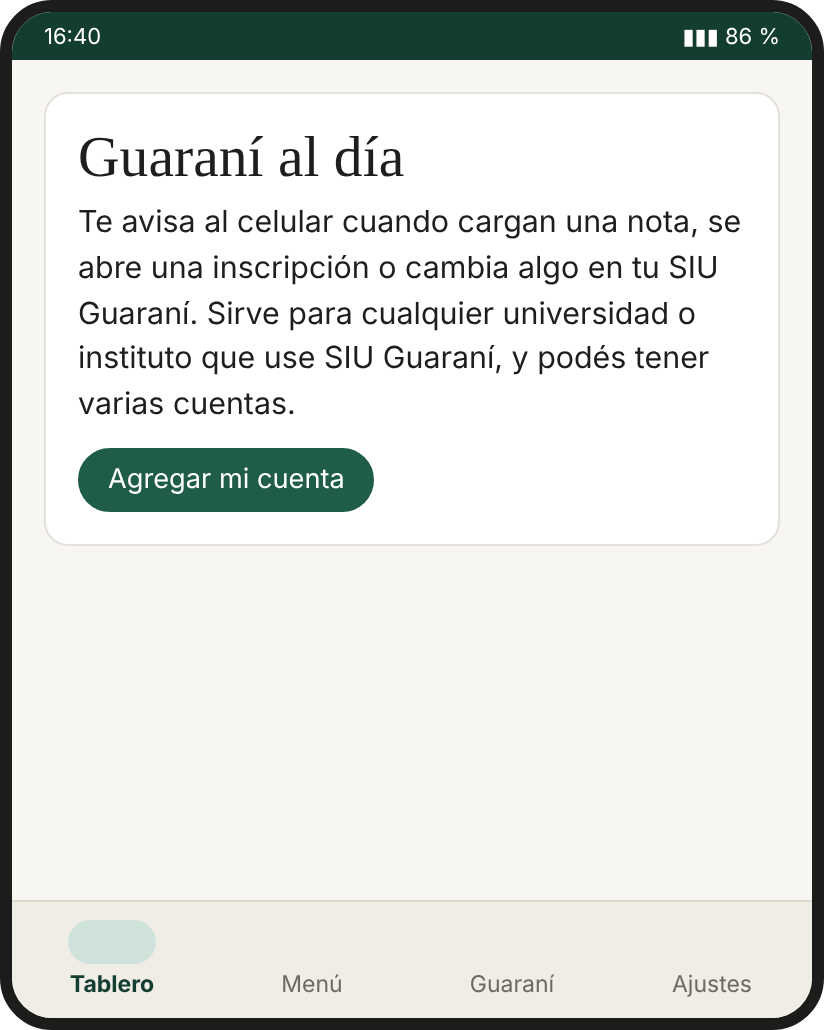 16:40
86 %
Guaraní al día
Te avisa al celular cuando cargan una nota, se
abre una inscripción o cambia algo en tu SIU
Guaraní. Sirve para cualquier universidad o
instituto que use SIU Guaraní, y podés tener
varias cuentas.
Agregar mi cuenta
Tablero
Menú
Guaraní
Ajustes